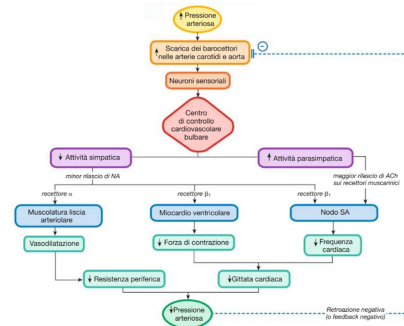 ↑ Pressione
arteriosa
↑ Scarica dei barocettori
nelle arterie carotidi e aorta
−
Neuroni sensoriali
Centro
di controllo
cardiovascolare
bulbare
↓ Attività simpatica
↑ Attività parasimpatica
minor rilascio di NA
maggior rilascio di ACh
sui recettori muscarinici
recettore α
recettore β₁
recettore β₁
Muscolatura liscia
arteriolare
Miocardio ventricolare
Nodo SA
Vasodilatazione
↓ Forza di contrazione
↓ Frequenza
cardiaca
↓ Resistenza periferica
↓Gittata cardiaca
↓Pressione
arteriosa
Retroazione negativa
(o feedback negativo)